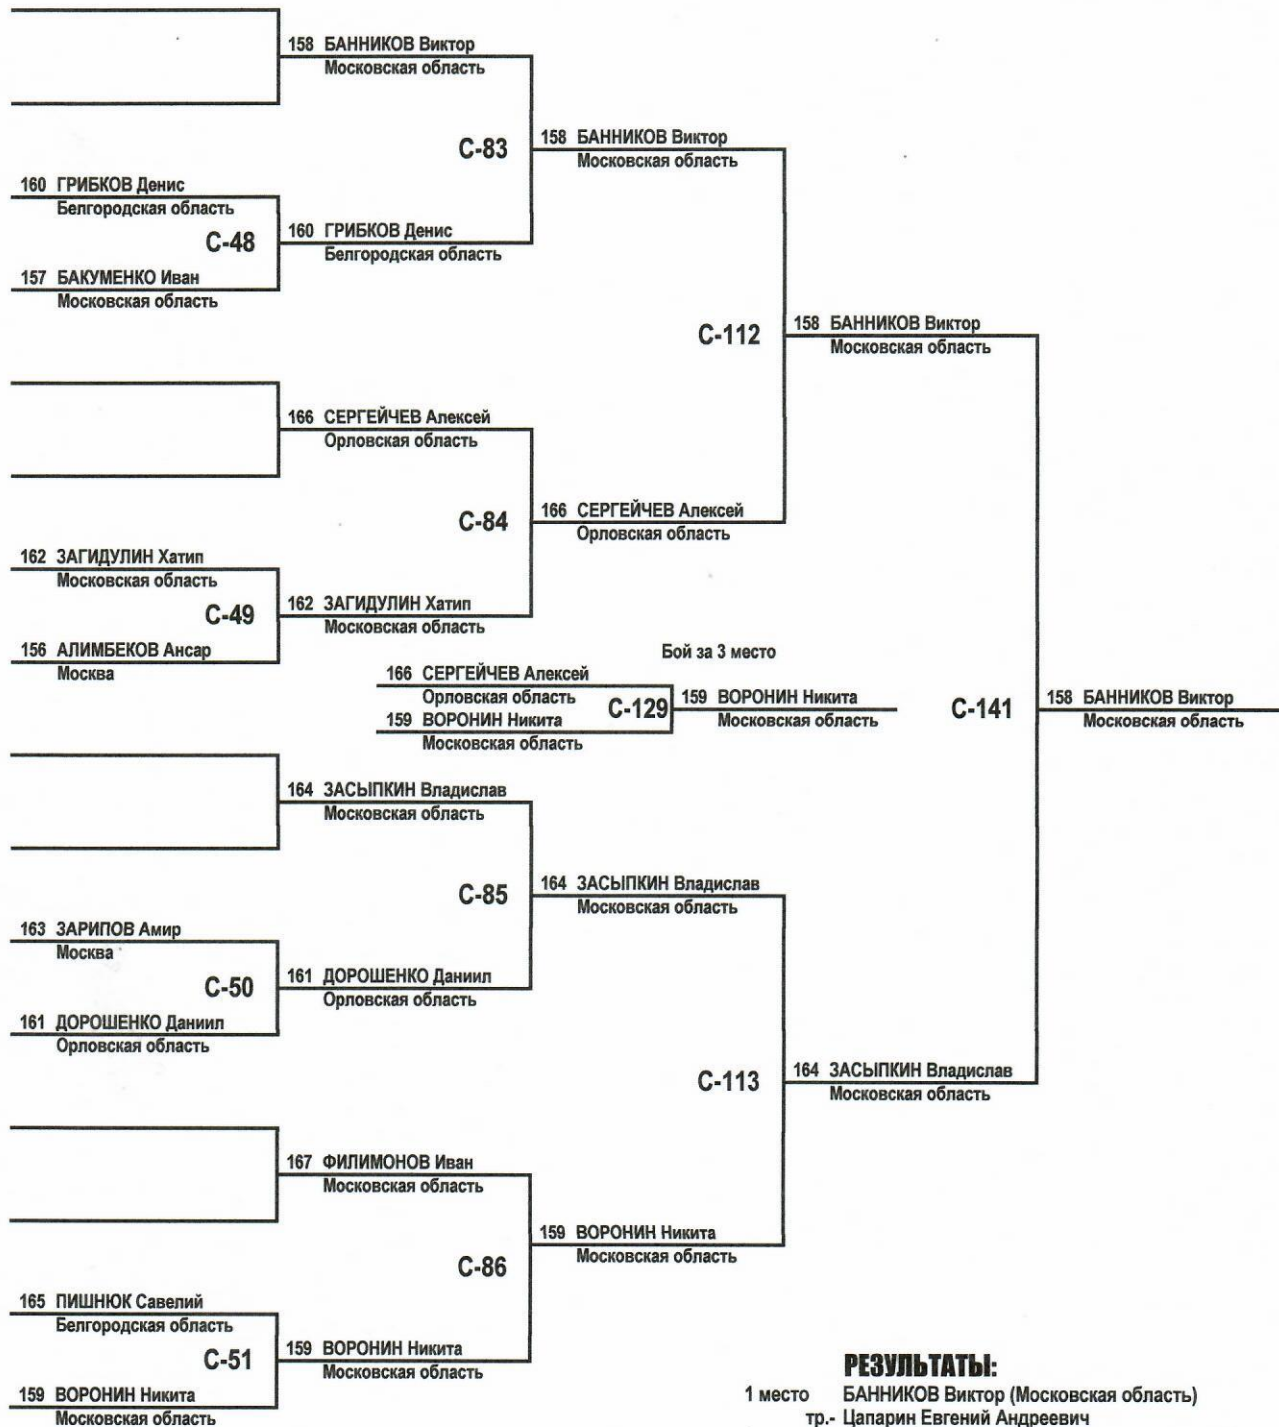 158 БАННИКОВ Виктор
Московская область
С-83
158 БАННИКОВ Виктор
Московская область
160 ГРИБКОВ Денис
Белгородская область
С-48
160 ГРИБКОВ Денис
Белгородская область
157 БАКУМЕНКО Иван
Московская область
С-112
158 БАННИКОВ Виктор
Московская область
166 СЕРГЕЙЧЕВ Алексей
Орловская область
С-84
166 СЕРГЕЙЧЕВ Алексей
Орловская область
162 ЗАГИДУЛИН Хатип
Московская область
С-49
162 ЗАГИДУЛИН Хатип
Московская область
156 АЛИМБЕКОВ Ансар
Москва
Бой за 3 место
166 СЕРГЕЙЧЕВ Алексей
Орловская область
С-129
159 ВОРОНИН Никита
Московская область
159 ВОРОНИН Никита
Московская область
С-141
158 БАННИКОВ Виктор
Московская область
164 ЗАСЫПКИН Владислав
Московская область
С-85
164 ЗАСЫПКИН Владислав
Московская область
163 ЗАРИПОВ Амир
Москва
С-50
161 ДОРОШЕНКО Даниил
Орловская область
161 ДОРОШЕНКО Даниил
Орловская область
С-113
164 ЗАСЫПКИН Владислав
Московская область
167 ФИЛИМОНОВ Иван
Московская область
159 ВОРОНИН Никита
Московская область
С-86
165 ПИШНЮК Савелий
Белгородская область
С-51
159 ВОРОНИН Никита
Московская область
159 ВОРОНИН Никита
Московская область
РЕЗУЛЬТАТЫ:
1 место БАННИКОВ Виктор (Московская область)
тр.- Цапарин Евгений Андреевич